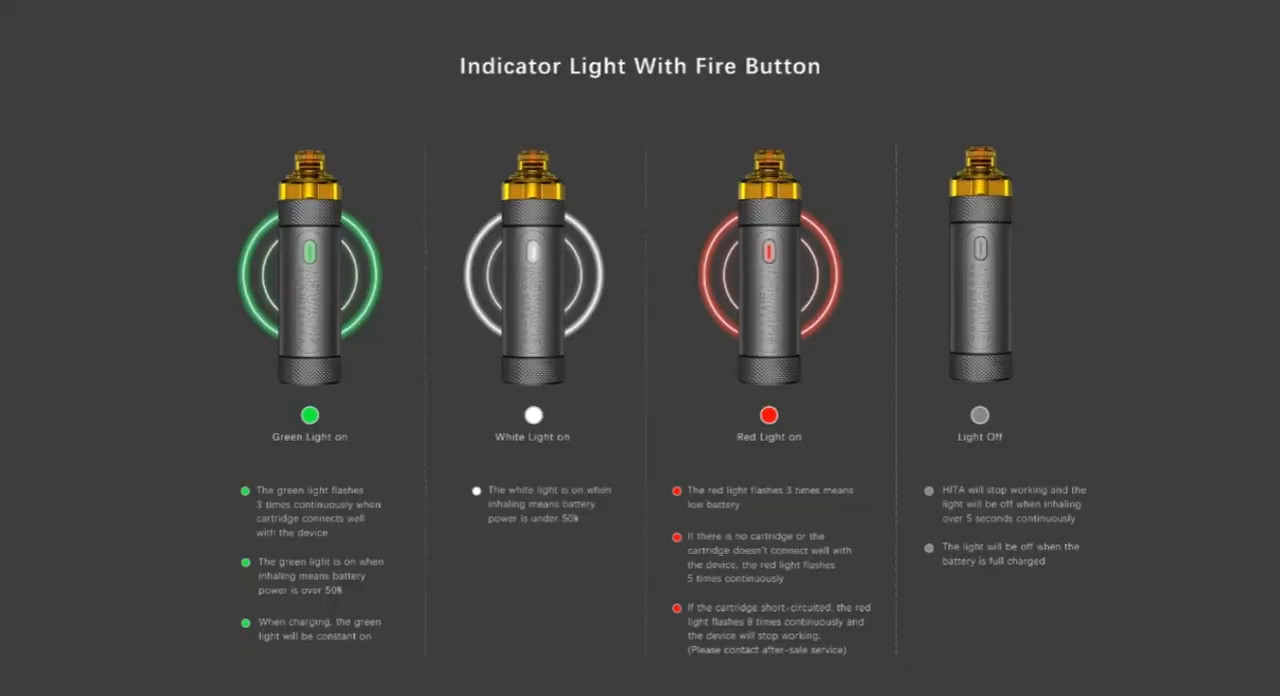 Indicator Light With Fire Button
Green Light on
The green light flashes
3 times continuously when
cartridge connects well
with the device
The green light is on when
inhaling means battery
power is over 50%
When charging, the green
light will be constant on
White Light on
The white light is on when
inhaling means battery
power is under 50%
Red Light on
The red light flashes 3 times means
low battery
If there is no cartridge or the
cartridge doesn't connect well with
the device, the red light flashes
5 times continuously
If the cartridge short-circuited, the red
light flashes 8 times continuously and
the device will stop working.
(Please contact after-sale service)
Light Off
HITA will stop working and the
light will be off when inhaling
over 5 seconds continuously
The light will be off when the
battery is full charged